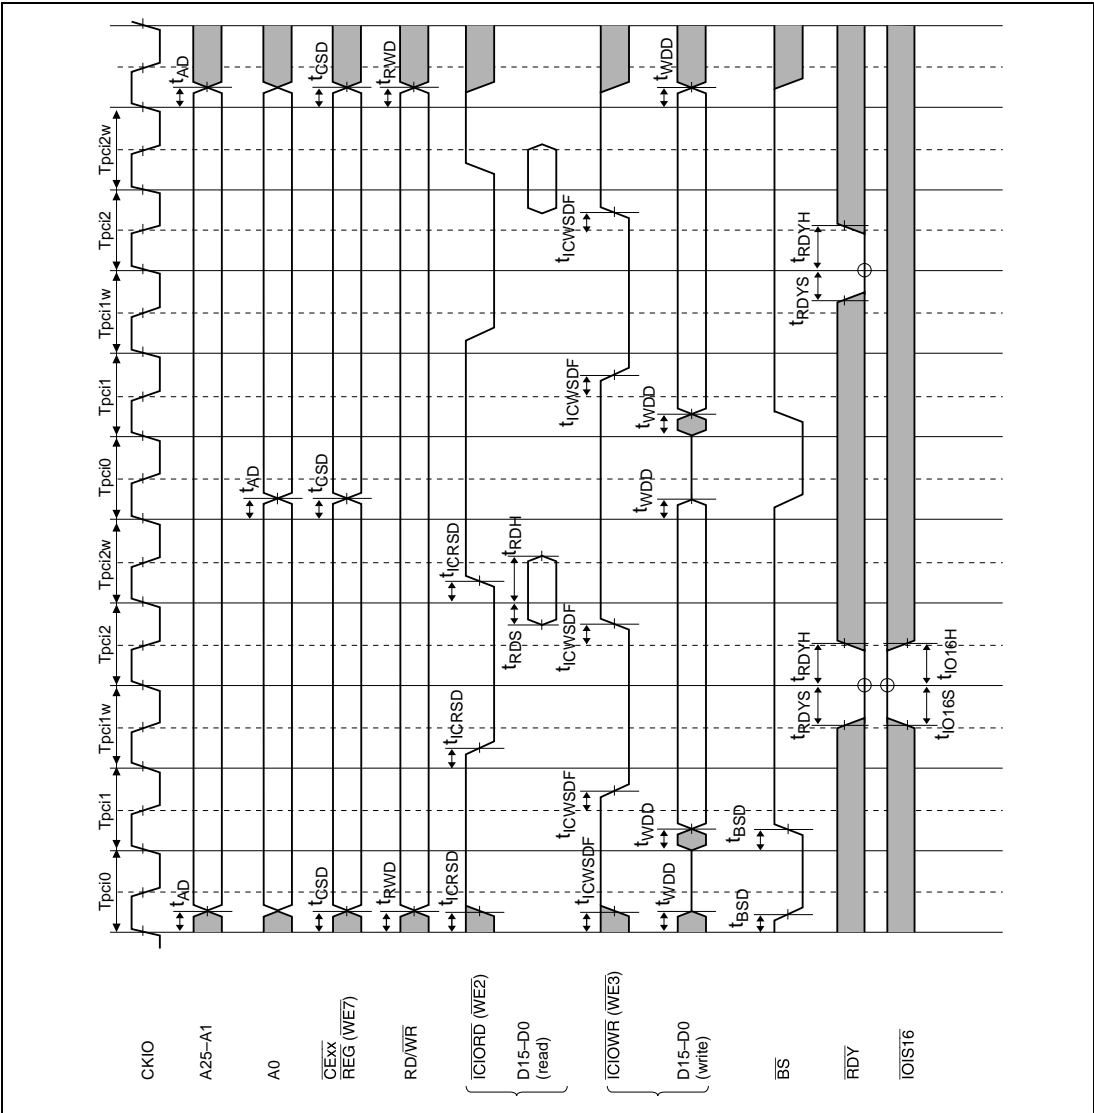 Tpci0 Tpci1 Tpci1w Tpci2 Tpci2w Tpci0 Tpci1 Tpci1w Tpci2 Tpci2w
CKIO
tAD tAD
A25–A1
tAD
A0
tCSD tCSD tCSD
CExx
REG (WE7)
tRWD tRWD
RD/WR
tICRSD tICRSD tICRSD
ICIORD (WE2)
tRDS tRDH
D15–D0
(read)
tICWSDF tICWSDF tICWSDF tICWSDF tICWSDF
ICIOWR (WE3)
tWDD tWDD tWDD tWDD tWDD
D15–D0
(write)
tBSD tBSD
BS
tRDYS tRDYH tRDYS tRDYH
RDY
IOIS16
tIO16S tIO16H